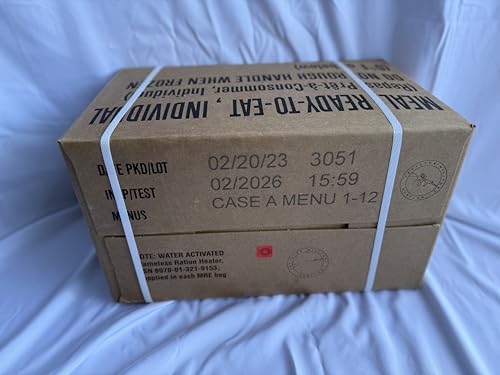 MEAL, READY-TO-EAT, INDIVIDUAL
(Repas Prêt-à-Consommer, Individuel)
DO NOT ROUGH HANDLE WHEN FROZEN
DATE PKD/LOT 02/20/23 3051
INSP/TEST 02/2026 15:59
MENUS CASE A MENU 1-12
NOTE: WATER ACTIVATED
Flameless Ration Heater,
NSN 8970-01-321-9153,
supplied in each MRE bag